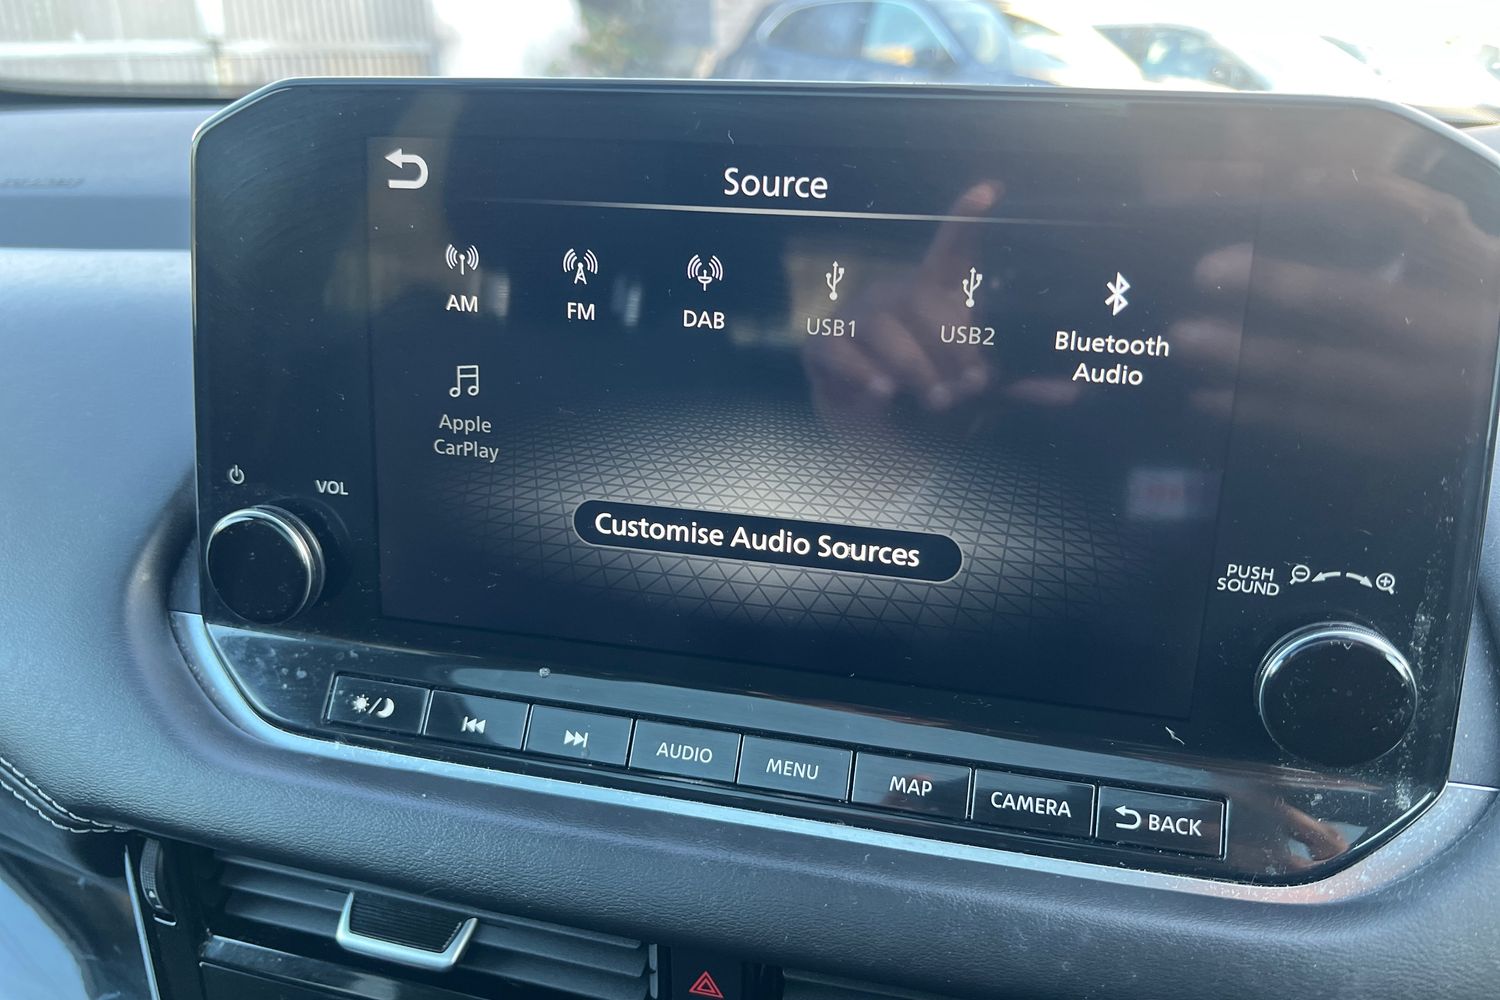 Source
AM
FM
DAB
USB1
USB2
Bluetooth
Audio
Apple
CarPlay
Customise Audio Sources
VOL
PUSH
SOUND
AUDIO
MENU
MAP
CAMERA
BACK